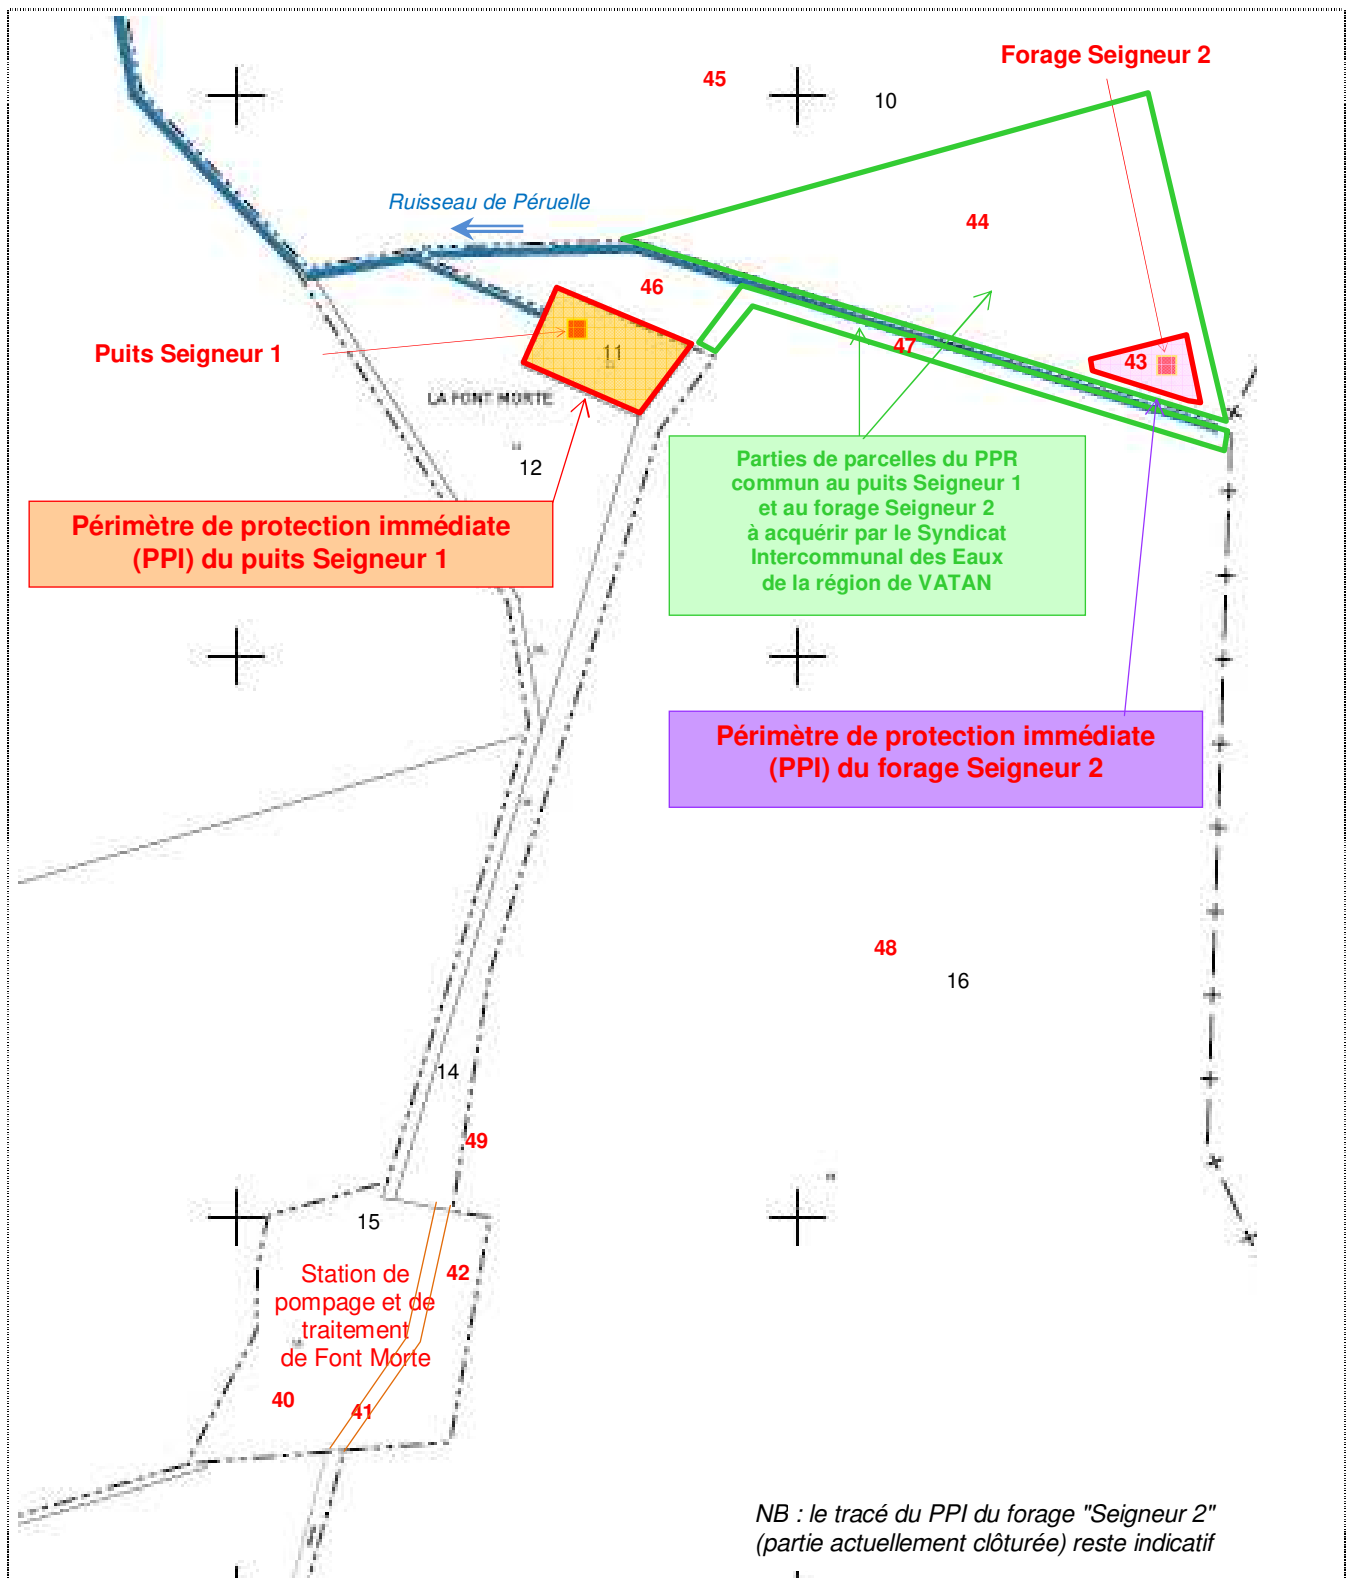 Forage Seigneur 2
45
10
Ruisseau de Péruelle
44
46
Puits Seigneur 1
11
47
43
LA FONT MORTE
12
Parties de parcelles du PPR
commun au puits Seigneur 1
et au forage Seigneur 2
à acquérir par le Syndicat
Intercommunal des Eaux
de la région de VATAN
Périmètre de protection immédiate
(PPI) du puits Seigneur 1
Périmètre de protection immédiate
(PPI) du forage Seigneur 2
48
16
14
49
15
42
Station de
pompage et de
traitement
de Font Morte
40
41
NB : le tracé du PPI du forage "Seigneur 2"
(partie actuellement clôturée) reste indicatif